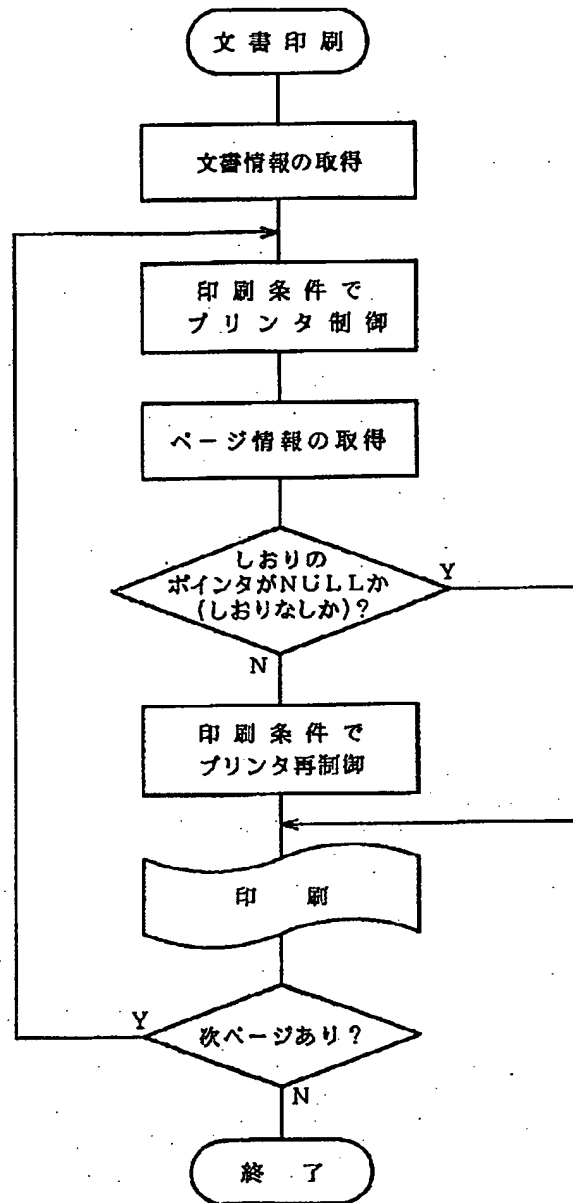 文書印刷
文書情報の取得
印刷条件で
プリンタ制御
ページ情報の取得
しおりの
ポインタがNULLか
(しおりなしか)?
Y
N
印刷条件で
プリンタ再制御
印 刷
Y
次ページあり?
N
終 了